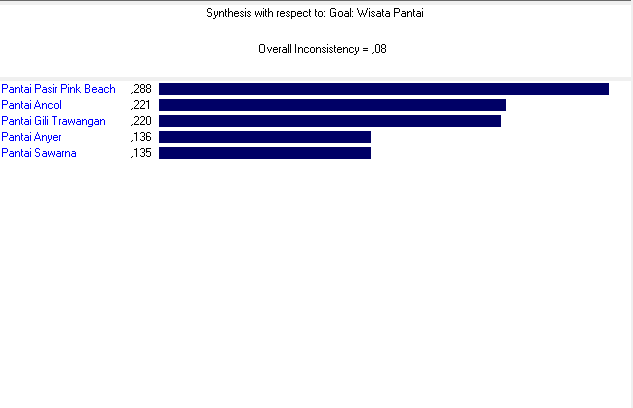 Synthesis with respect to: Goal: Wisata Pantai
Overall Inconsistency = ,08
Pantai Pasir Pink Beach ,288
Pantai Ancol ,221
Pantai Gili Trawangan ,220
Pantai Anyer ,136
Pantai Sawarna ,135